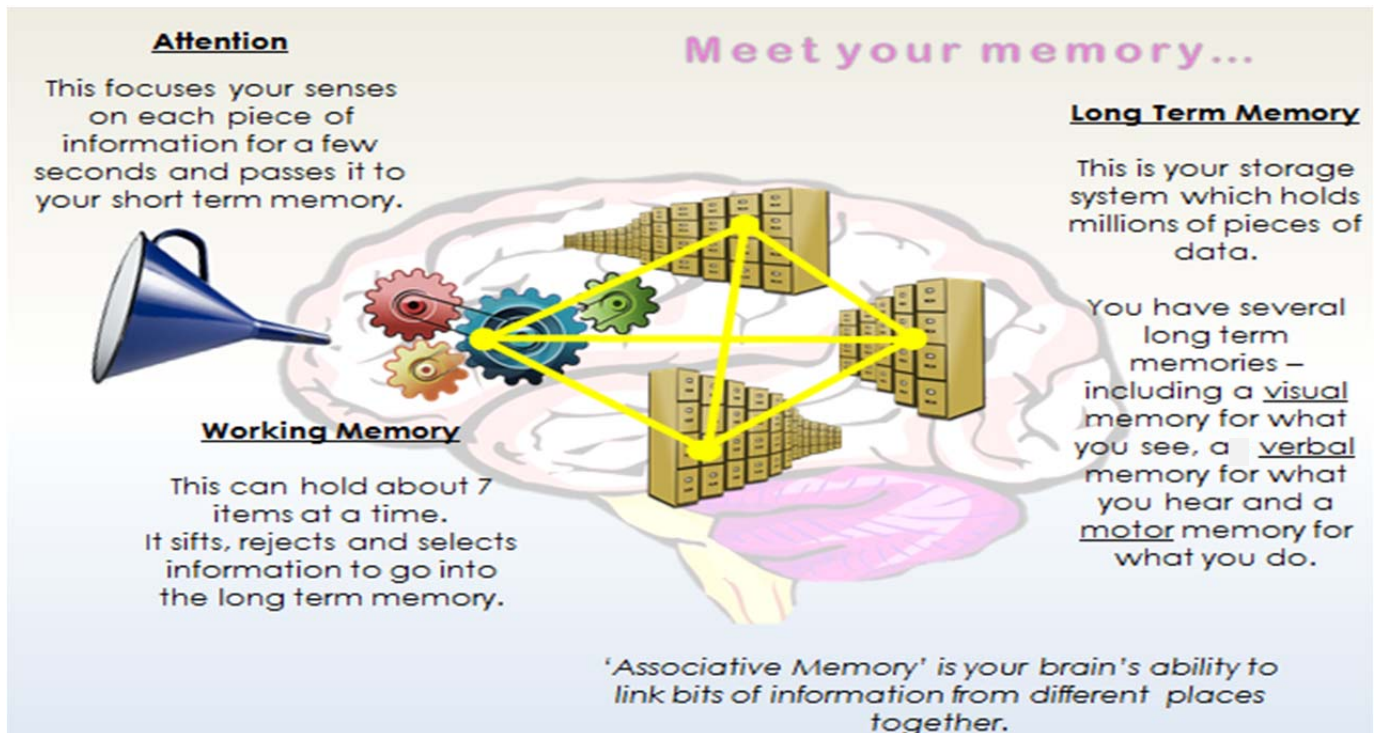 Attention
This focuses your senses
on each piece of
information for a few
seconds and passes it to
your short term memory.
Meet your memory...
Long Term Memory
This is your storage
system which holds
millions of pieces of
data.
You have several
long term
memories –
including a visual
memory for what
you see, a verbal
memory for what
you hear and a
motor memory for
what you do.
Working Memory
This can hold about 7
items at a time.
It sifts, rejects and selects
information to go into
the long term memory.
‘Associative Memory’ is your brain’s ability to
link bits of information from different places
together.